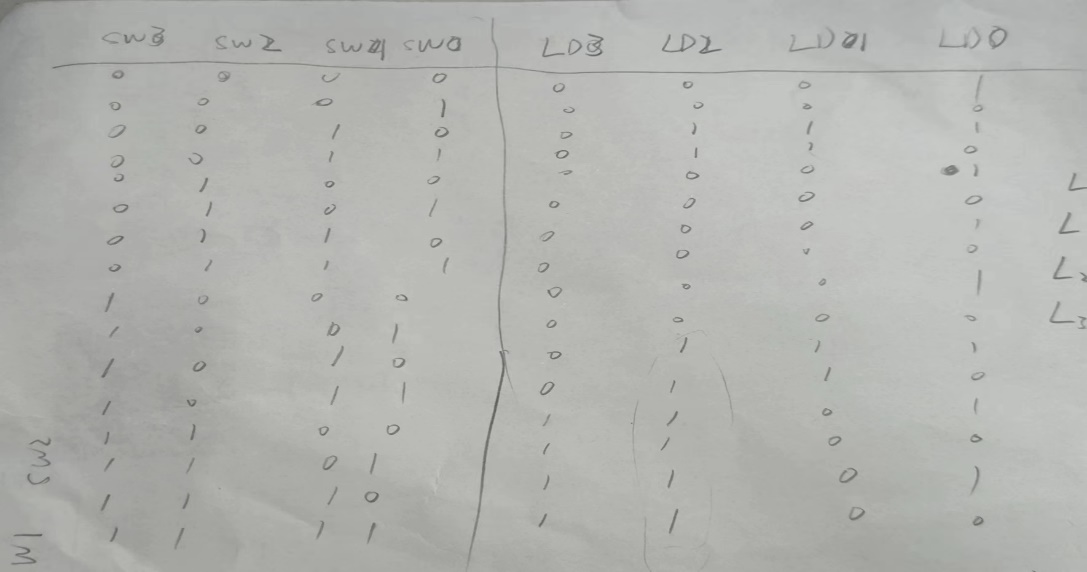 SW3 SW2 SW1 SW0 LD3 LD2 LD1 LD0
0 0 0 0 0 0 0 1
0 0 0 1 0 0 0 0
0 0 1 0 0 1 1 1
0 0 1 1 0 1 1 0
0 1 0 0 0 0 0 1
0 1 0 1 0 0 0 0
0 1 1 0 0 0 0 1
0 1 1 1 0 0 0 0
1 0 0 0 0 0 0 1
1 0 0 1 0 0 0 0
1 0 1 0 0 1 1 1
1 0 1 1 0 1 1 0
1 1 0 0 1 1 0 1
1 1 0 1 1 1 0 0
1 1 1 0 1 1 0 1
1 1 1 1 1 1 0 0
L
L
L2
L3
SW2